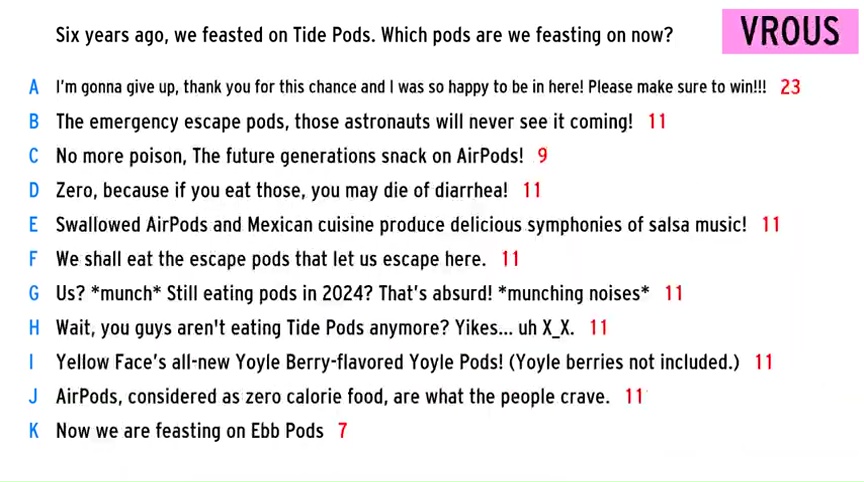 Six years ago, we feasted on Tide Pods. Which pods are we feasting on now?
VROUS
A I'm gonna give up, thank you for this chance and I was so happy to be in here! Please make sure to win!!! 23
B The emergency escape pods, those astronauts will never see it coming! 11
C No more poison, The future generations snack on AirPods! 9
D Zero, because if you eat those, you may die of diarrhea! 11
E Swallowed AirPods and Mexican cuisine produce delicious symphonies of salsa music! 11
F We shall eat the escape pods that let us escape here. 11
G Us? *munch* Still eating pods in 2024? That's absurd! *munching noises* 11
H Wait, you guys aren't eating Tide Pods anymore? Yikes... uh X_X. 11
I Yellow Face's all-new Yoyle Berry-flavored Yoyle Pods! (Yoyle berries not included.) 11
J AirPods, considered as zero calorie food, are what the people crave. 11
K Now we are feasting on Ebb Pods 7